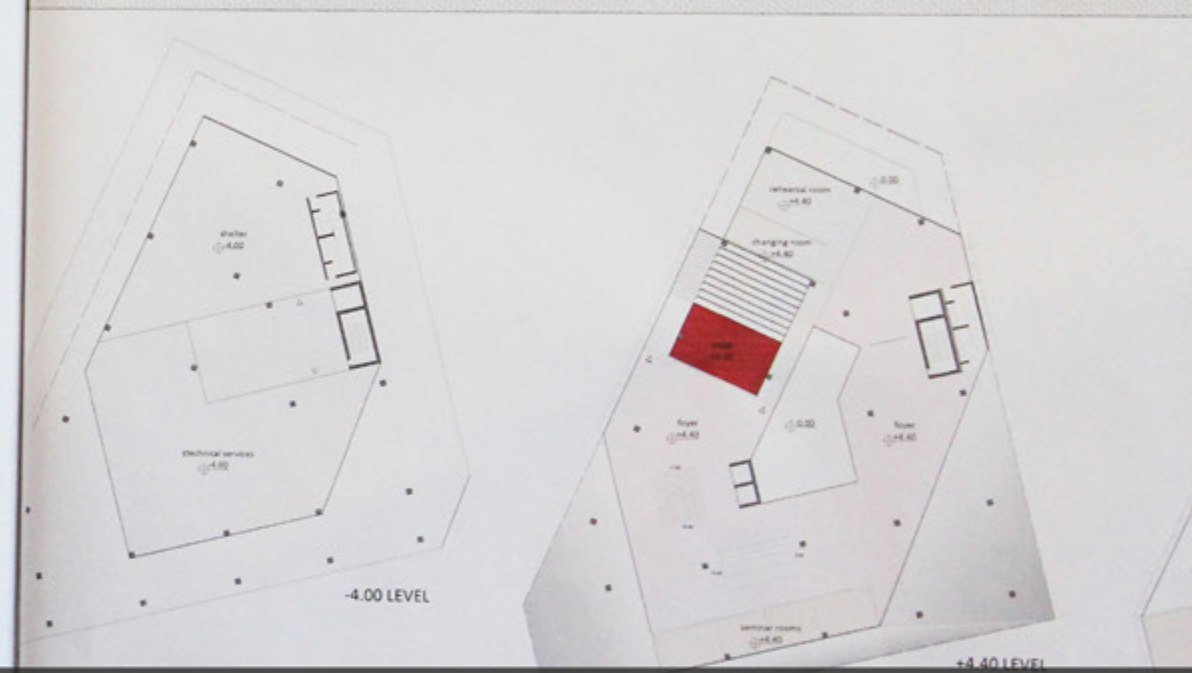 shelter
-4.00
technical services
-4.00
-4.00 LEVEL
rehearsal room
+4.40
0.00
changing room
+4.40
foyer
+4.40
0.00
foyer
+4.40
seminar rooms
+4.40
+4.40 LEVEL